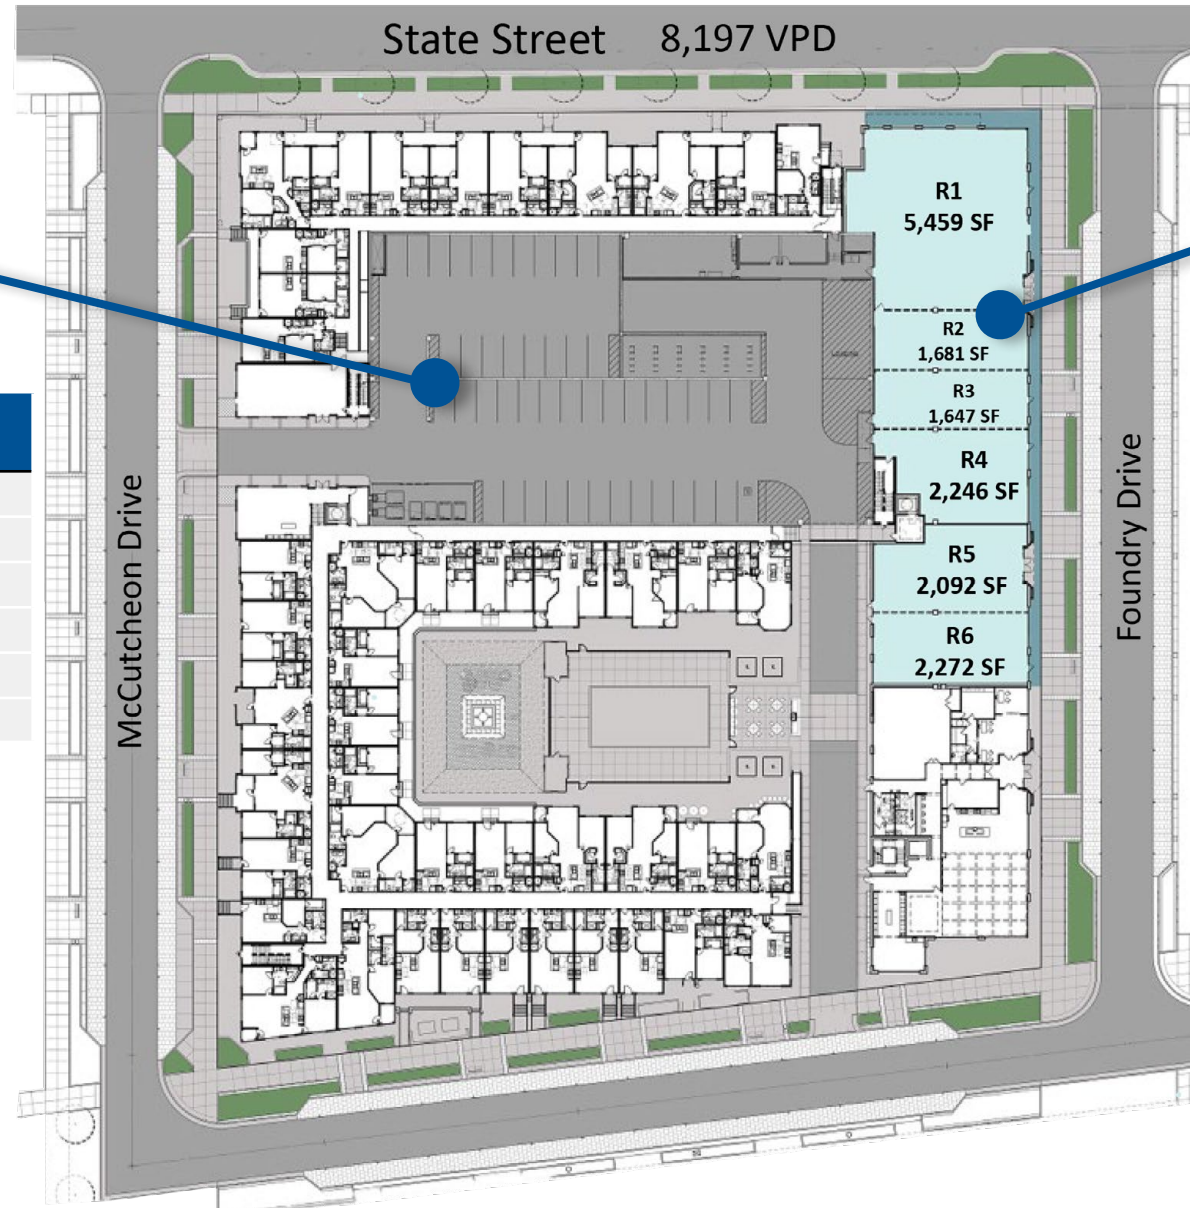 State Street 8,197 VPD
R1
5,459 SF
R2
1,681 SF
R3
1,647 SF
R4
2,246 SF
R5
2,092 SF
R6
2,272 SF
McCutcheon Drive
Foundry Drive